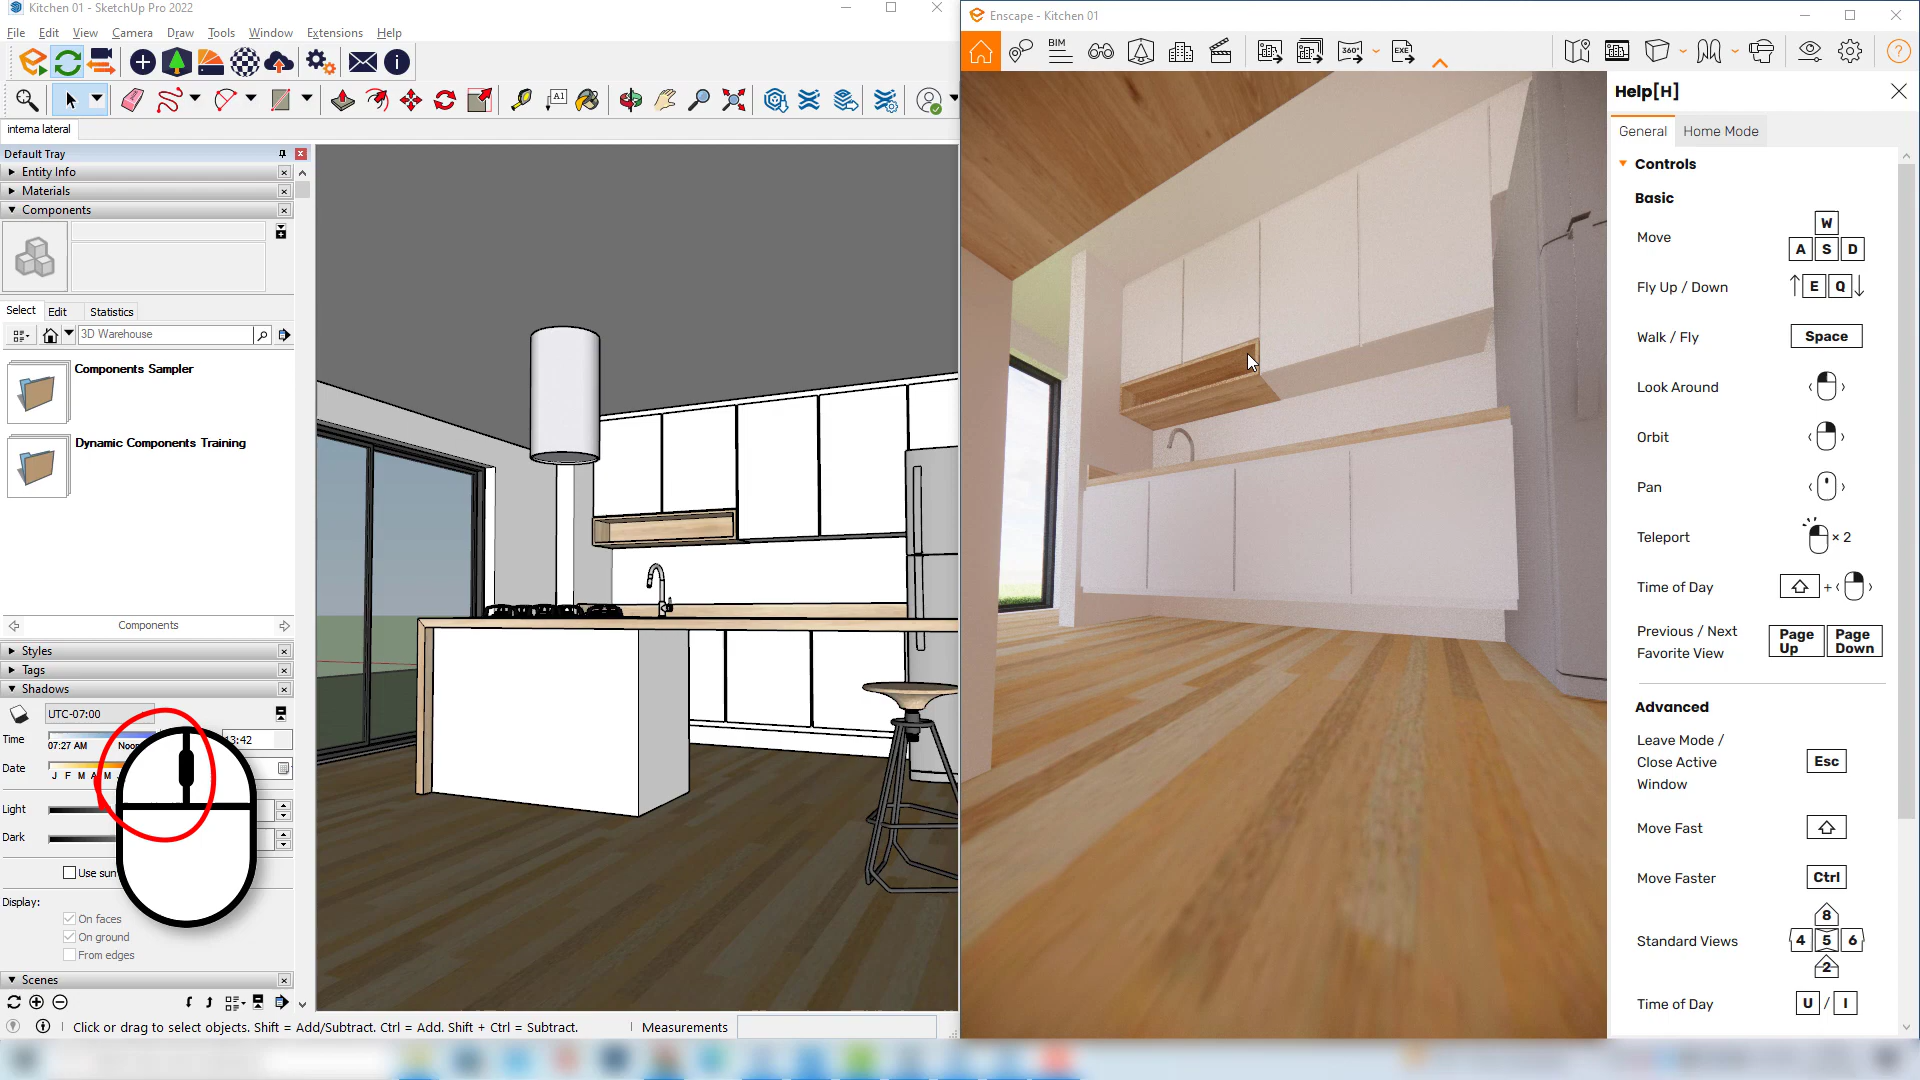 Kitchen 01 - SketchUp Pro 2022
File Edit View Camera Draw Tools Window Extensions Help
A1
interna lateral
Default Tray
Entity Info
Materials
Components
Select Edit Statistics
3D Warehouse
Components Sampler
Dynamic Components Training
Components
Styles
Tags
Shadows
UTC-07:00
Time
07:27 AM Noon 13:42
Date
J F M A M
Light
Dark
Use sun
Display:
On faces
On ground
From edges
Scenes
Click or drag to select objects. Shift = Add/Subtract. Ctrl = Add. Shift + Ctrl = Subtract.
Measurements
Enscape - Kitchen 01
BIM
360°
EXE
?
Help[H]
General Home Mode
Controls
Basic
Move W A S D
Fly Up / Down E Q
Walk / Fly Space
Look Around
Orbit
Pan
Teleport × 2
Time of Day +
Previous / Next Favorite View Page Up Page Down
Advanced
Leave Mode /
Close Active
Window
Esc
Move Fast
Move Faster Ctrl
Standard Views 8 4 5 6 2
Time of Day U / I